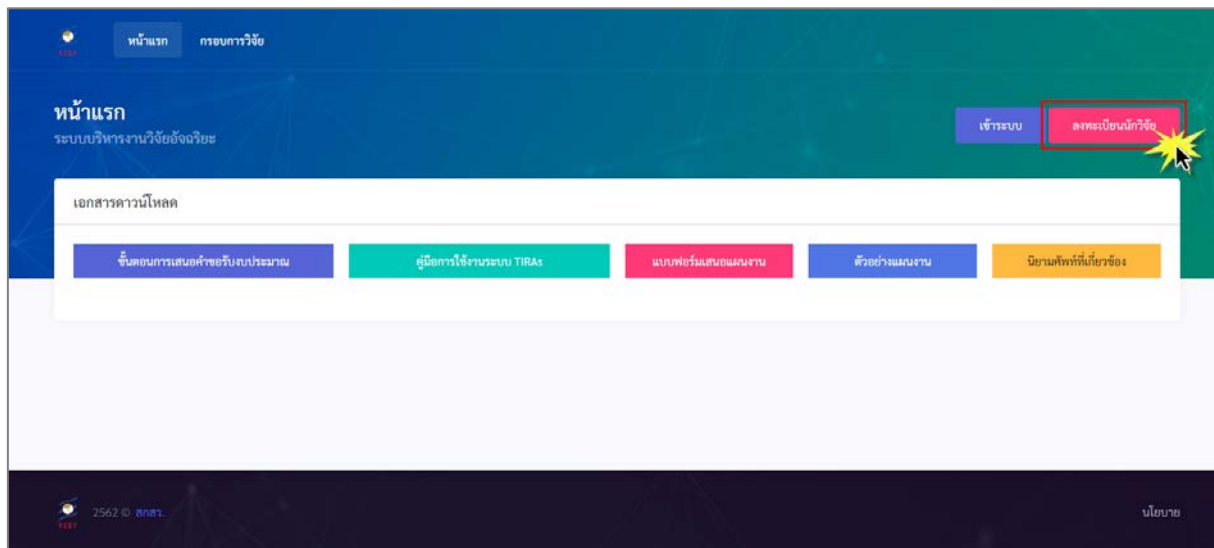 หน้าแรก กรอบการวิจัย
หน้าแรก
ระบบบริหารงานวิจัยอัจฉริยะ
เข้าระบบ ลงทะเบียนนักวิจัย
เอกสารดาวน์โหลด
ขั้นตอนการเสนอคำขอรับงบประมาณ คู่มือการใช้งานระบบ TIRAs แบบฟอร์มเสนอแผนงาน ตัวอย่างแผนงาน นิยามศัพท์ที่เกี่ยวข้อง
2562 © สกสว. นโยบาย